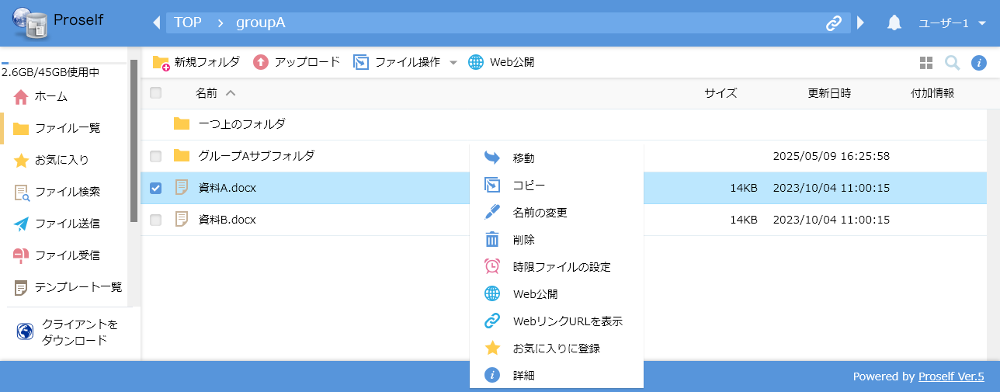 Proself
TOP > groupA
ユーザー1
2.6GB/45GB使用中
ホーム
ファイル一覧
お気に入り
ファイル検索
ファイル送信
ファイル受信
テンプレート一覧
クライアントを
ダウンロード
新規フォルダ アップロード ファイル操作 Web公開
名前 サイズ 更新日時 付加情報
一つ上のフォルダ
グループAサブフォルダ 2025/05/09 16:25:58
資料A.docx 14KB 2023/10/04 11:00:15
資料B.docx 14KB 2023/10/04 11:00:15
移動
コピー
名前の変更
削除
時限ファイルの設定
Web公開
WebリンクURLを表示
お気に入りに登録
詳細
Powered by Proself Ver.5